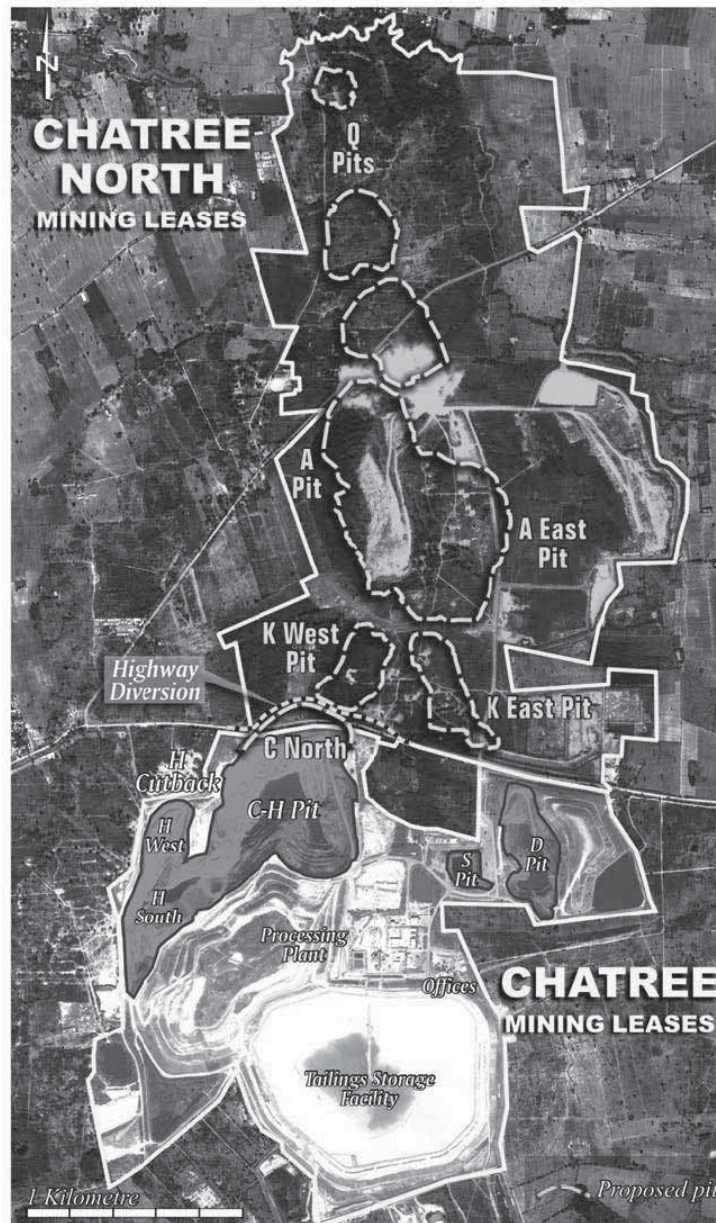 N
CHATREE
NORTH
MINING LEASES
Q
Pits
A
Pit
A East
Pit
K West
Pit
Highway
Diversion
K East Pit
C North
H
Cutback
C-H Pit
H
West
S
Pit
D
Pit
H
South
Processing
Plant
Offices
CHATREE
MINING LEASES
Tailings Storage
Facility
1 Kilometre
Proposed pit